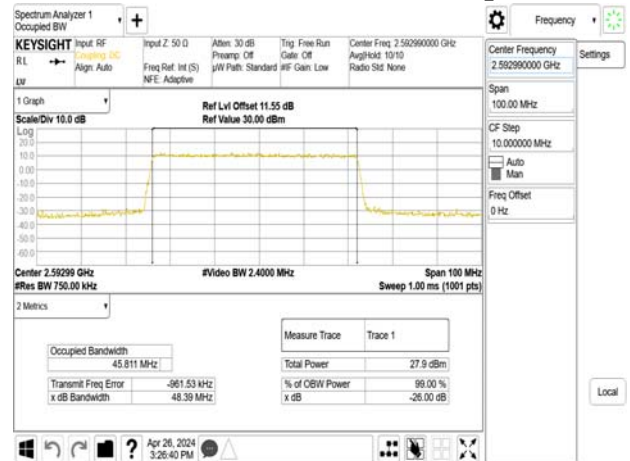 Spectrum Analyzer 1
Occupied BW
Frequency
KEYSIGHT
RL
LV
Input: RF
Coupling: DC
Align: Auto
Input Z: 50 Ω
Freq Ref: Int (S)
NFE: Adaptive
Atten: 30 dB
Preamp: Off
µW Path: Standard
Trig: Free Run
Gate: Off
#IF Gain: Low
Center Freq: 2.592990000 GHz
Avg|Hold: 10/10
Radio Std: None
Center Frequency
2.592990000 GHz
Settings
Span
100.00 MHz
CF Step
10.000000 MHz
Auto
Man
Freq Offset
0 Hz
Local
1 Graph
Scale/Div 10.0 dB
Ref Lvl Offset 11.55 dB
Ref Value 30.00 dBm
Log
20.0
10.0
0.00
-10.0
-20.0
-30.0
-40.0
-50.0
-60.0
Center 2.59299 GHz
#Res BW 750.00 kHz
#Video BW 2.4000 MHz
Span 100 MHz
Sweep 1.00 ms (1001 pts)
2 Metrics
Measure Trace Trace 1
Occupied Bandwidth
45.811 MHz
Total Power 27.9 dBm
Transmit Freq Error -961.53 kHz
% of OBW Power 99.00 %
x dB Bandwidth 48.39 MHz
x dB -26.00 dB
Apr 26, 2024
3:26:40 PM